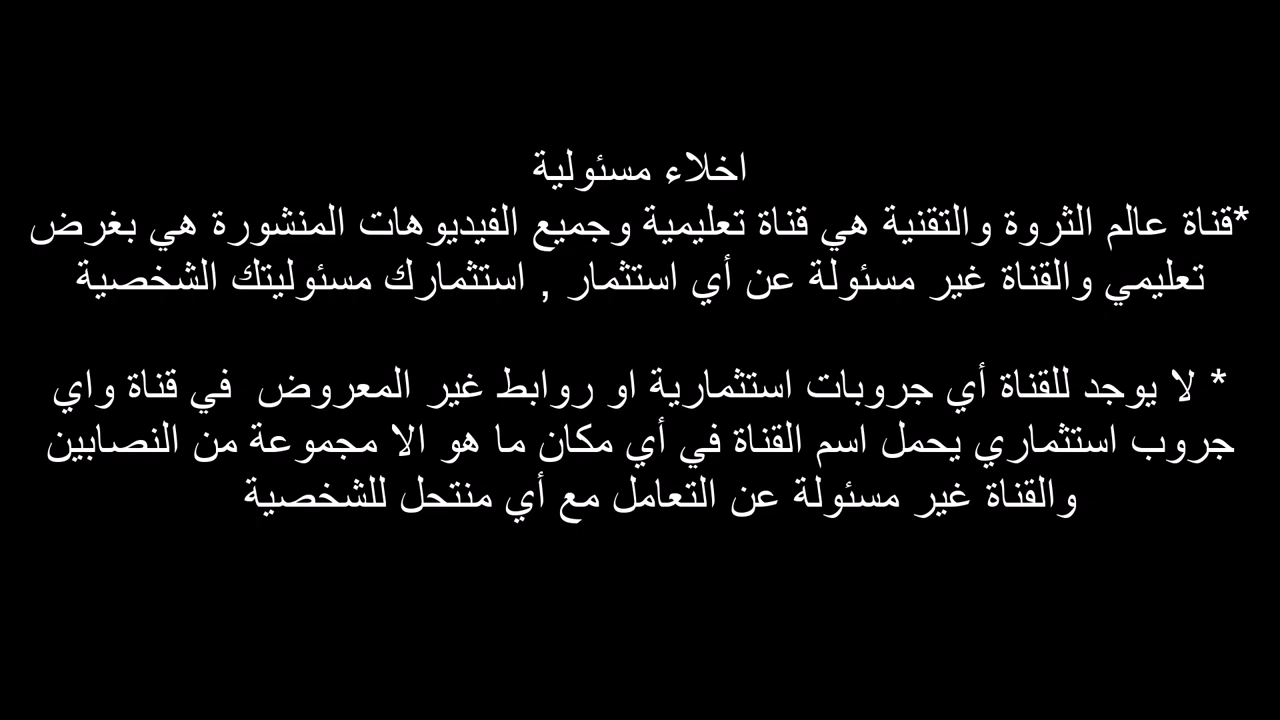 اخلاء مسئولية
*قناة عالم الثروة والتقنية هي قناة تعليمية وجميع الفيديوهات المنشورة هي بغرض
تعليمي والقناة غير مسئولة عن أي استثمار , استثمارك مسئوليتك الشخصية
* لا يوجد للقناة أي جروبات استثمارية او روابط غير المعروض في قناة واي
جروب استثماري يحمل اسم القناة في أي مكان ما هو الا مجموعة من النصابين
والقناة غير مسئولة عن التعامل مع أي منتحل للشخصية